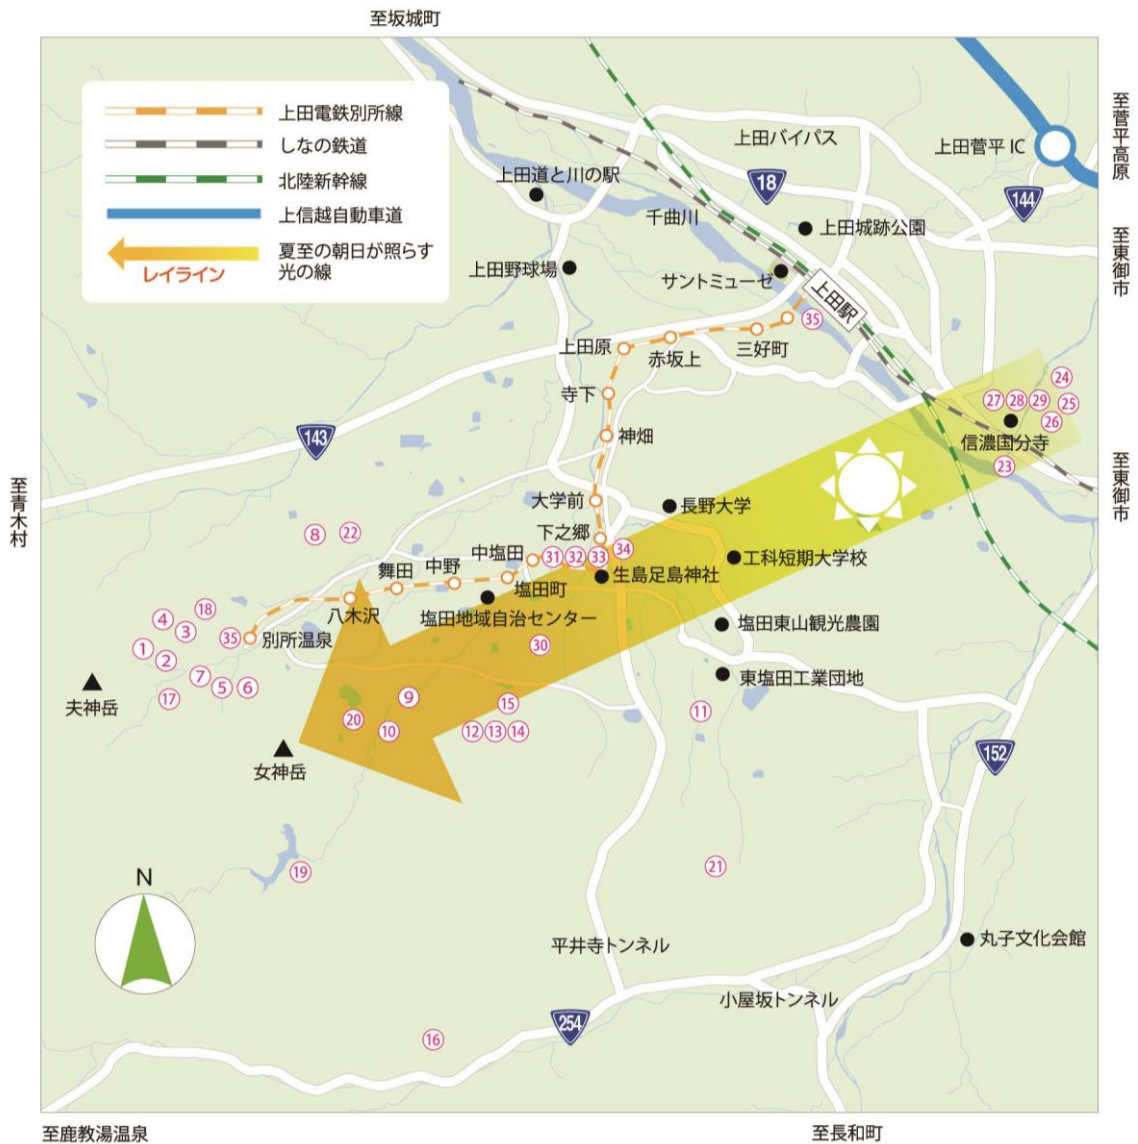 至坂城町
上田電鉄別所線
しなの鉄道
北陸新幹線
上信越自動車道
レイライン
夏至の朝日が照らす
光の線
上田バイパス
上田菅平IC
至菅平高原
18
144
上田道と川の駅
千曲川
上田城跡公園
至東御市
上田野球場
サントミューゼ
上田駅
35
三好町
赤坂上
上田原
寺下
神畑
大学前
下之郷
24
27
28
29
25
26
信濃国分寺
23
至東御市
143
至青木村
長野大学
8
22
中塩田
31
32
33
34
工科短期大学校
生島足島神社
舞田
中野
塩田町
八木沢
塩田地域自治センター
塩田東山観光農園
18
4
3
35
別所温泉
1
2
30
7
5
6
17
夫神岳
東塩田工業団地
9
15
11
20
10
12
13
14
女神岳
152
19
21
N
平井寺トンネル
丸子文化会館
小屋坂トンネル
254
16
至鹿教湯温泉
至長和町